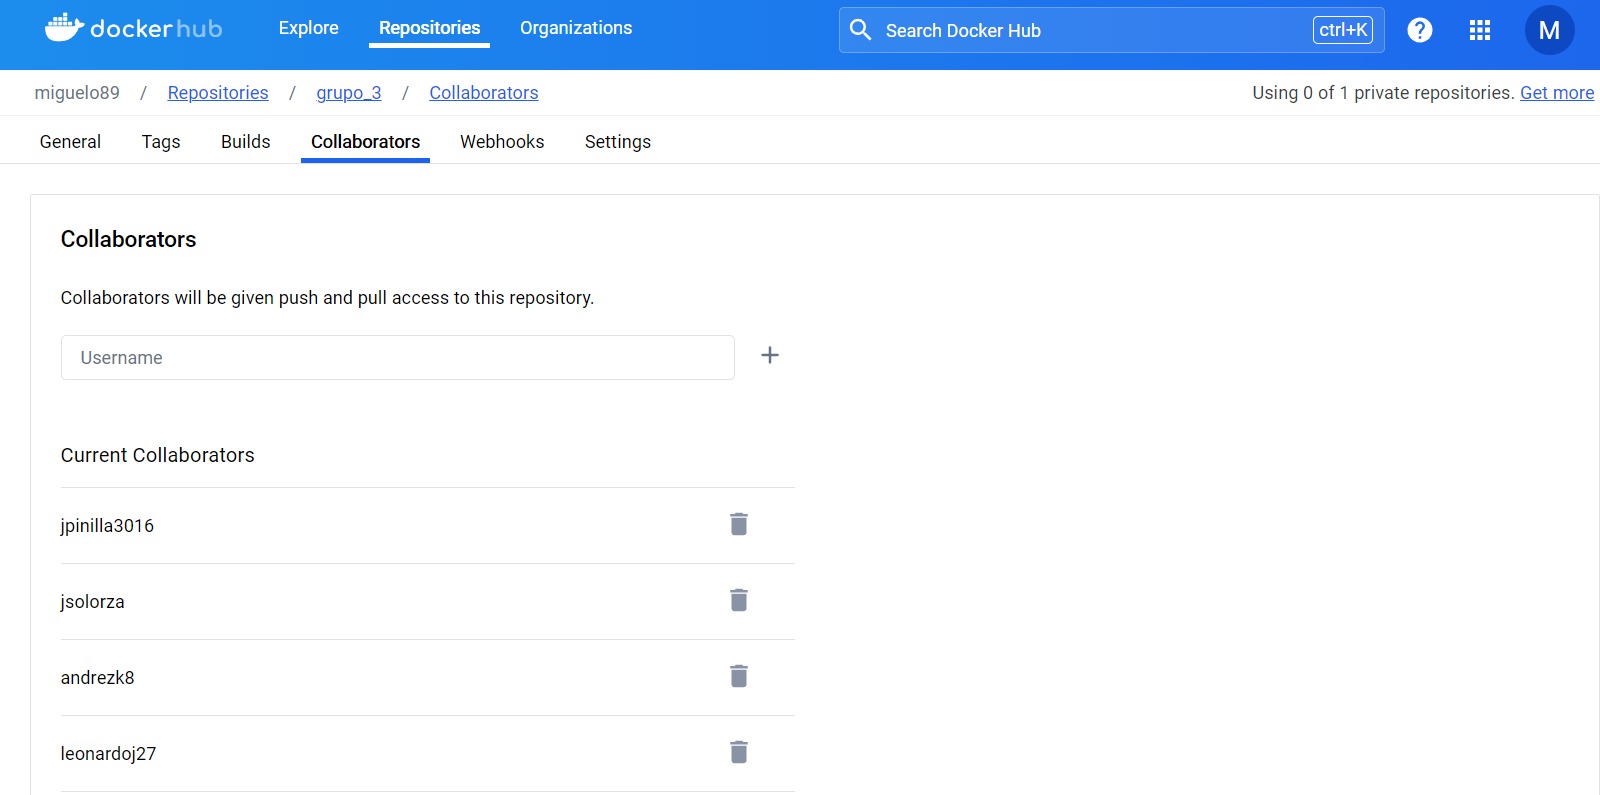 docker hub Explore Repositories Organizations Search Docker Hub ctrl+K ? M
miguelo89 / Repositories / grupo_3 / Collaborators Using 0 of 1 private repositories. Get more
General Tags Builds Collaborators Webhooks Settings
Collaborators
Collaborators will be given push and pull access to this repository.
Username +
Current Collaborators
jpinilla3016
jsolorza
andrezk8
leonardoj27